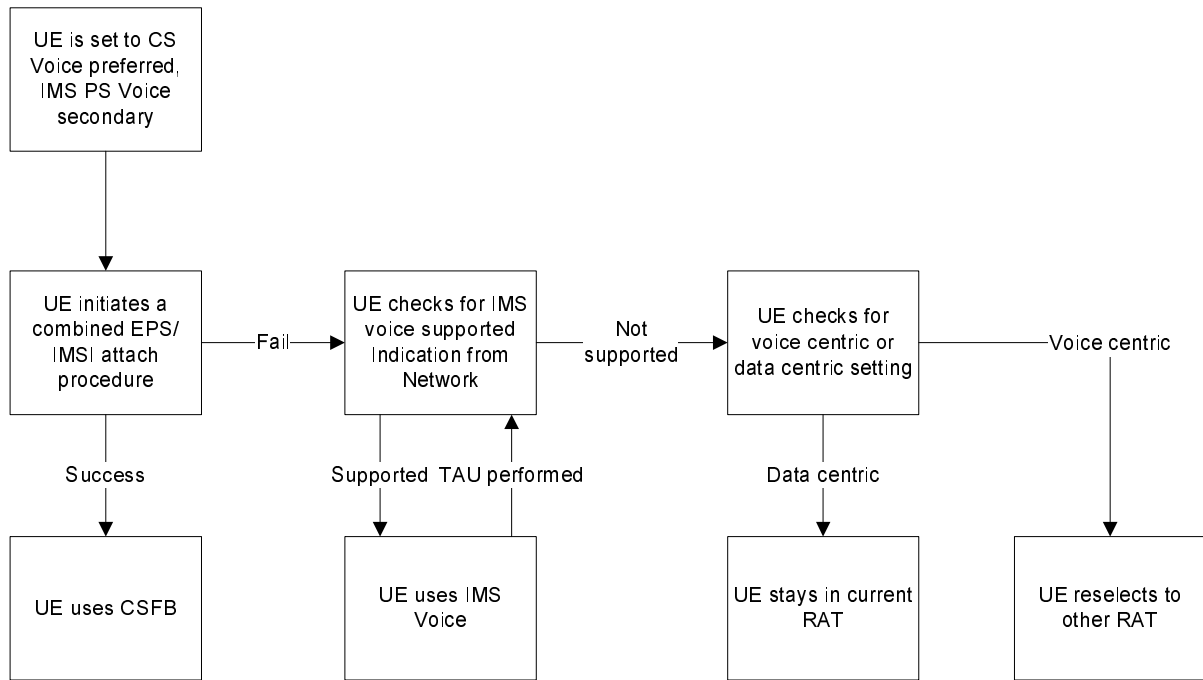 UE is set to CS
Voice preferred,
IMS PS Voice
secondary
UE initiates a
combined EPS/
IMSI attach
procedure
Fail
UE checks for IMS
voice supported
Indication from
Network
Not
supported
UE checks for
voice centric or
data centric setting
Voice centric
Success
Supported
TAU performed
Data centric
UE uses CSFB
UE uses IMS
Voice
UE stays in current
RAT
UE reselects to
other RAT